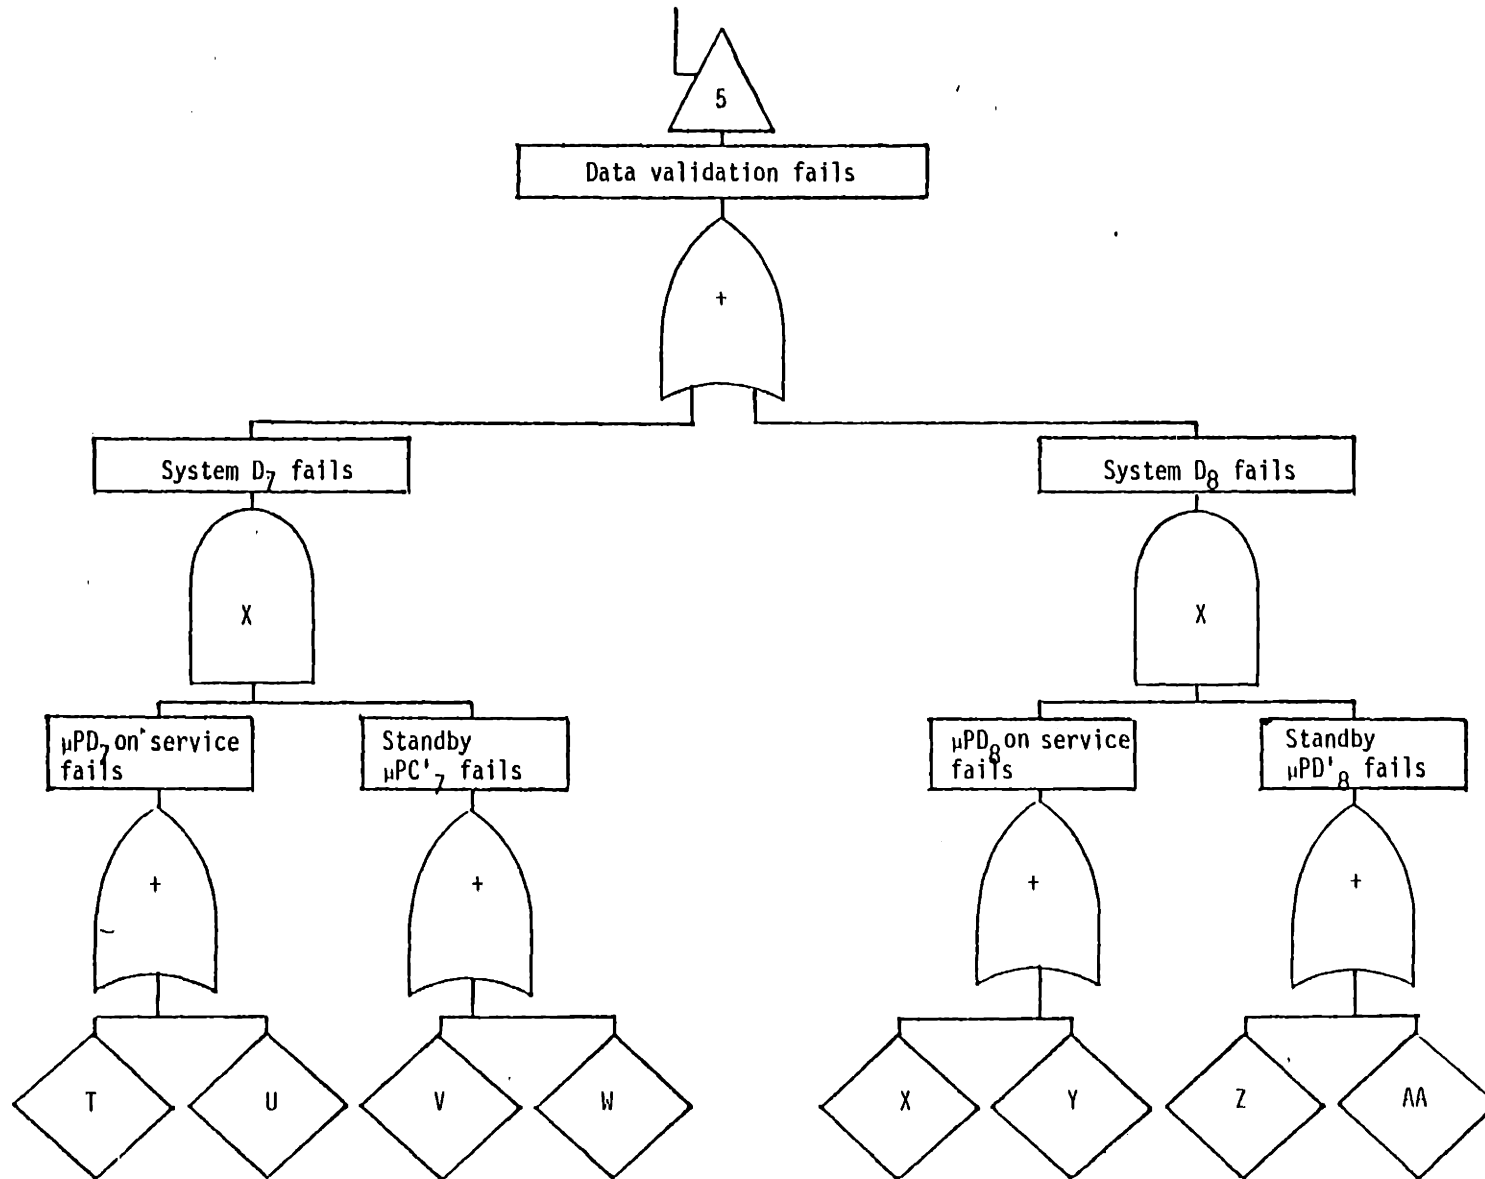 5
Data validation fails
+
System D7 fails
System D8 fails
X
X
μPD7 on service
fails
Standby
μPC'7 fails
μPD8 on service
fails
Standby
μPD'8 fails
+
+
+
+
T
U
V
W
X
Y
Z
AA